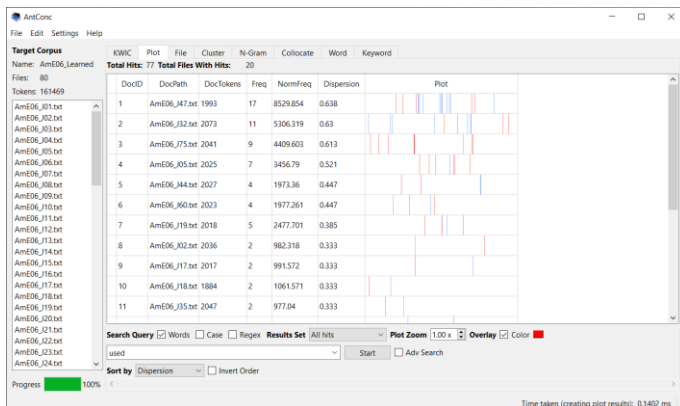 AntConc
File Edit Settings Help
Target Corpus
Name: AmE06_Learned
Files: 80
Tokens: 161469
AmE06_J01.txt
AmE06_J02.txt
AmE06_J03.txt
AmE06_J04.txt
AmE06_J05.txt
AmE06_J06.txt
AmE06_J07.txt
AmE06_J08.txt
AmE06_J09.txt
AmE06_J10.txt
AmE06_J11.txt
AmE06_J12.txt
AmE06_J13.txt
AmE06_J14.txt
AmE06_J15.txt
AmE06_J16.txt
AmE06_J17.txt
AmE06_J18.txt
AmE06_J19.txt
AmE06_J20.txt
AmE06_J21.txt
AmE06_J22.txt
AmE06_J23.txt
AmE06_J24.txt
Progress 100%
KWIC Plot File Cluster N-Gram Collocate Word Keyword
Total Hits: 77 Total Files With Hits: 20
DocID DocPath DocTokens Freq NormFreq Dispersion Plot
1 AmE06_J47.txt 1993 17 8529.854 0.638
2 AmE06_J32.txt 2073 11 5306.319 0.63
3 AmE06_J75.txt 2041 9 4409.603 0.613
4 AmE06_J05.txt 2025 7 3456.79 0.521
5 AmE06_J44.txt 2027 4 1973.36 0.447
6 AmE06_J60.txt 2023 4 1977.261 0.447
7 AmE06_J19.txt 2018 5 2477.701 0.385
8 AmE06_J02.txt 2036 2 982.318 0.333
9 AmE06_J17.txt 2017 2 991.572 0.333
10 AmE06_J18.txt 1884 2 1061.571 0.333
11 AmE06_J35.txt 2047 2 977.04 0.333
Search Query Words Case Regex Results Set All hits Plot Zoom 1.00 x Overlay Color
used Start Adv Search
Sort by Dispersion Invert Order
Time taken (creating plot results): 0.1402 ms